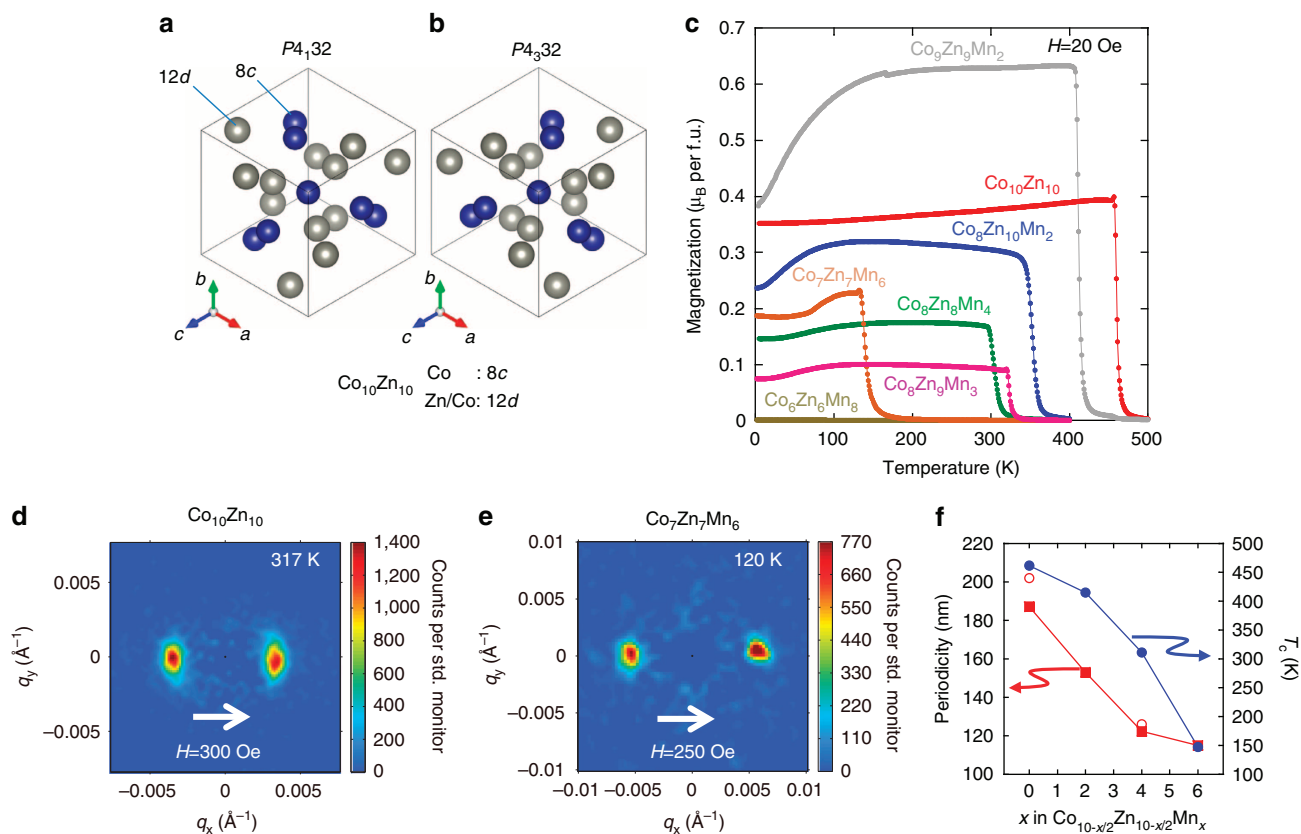 a
P4₁32
12d
8c
b
c
a
b
P4₃32
b
c
a
Co₁₀Zn₁₀
Co : 8c
Zn/Co: 12d
c
H=20 Oe
Co₉Zn₉Mn₂
Co₁₀Zn₁₀
Co₈Zn₁₀Mn₂
Co₇Zn₇Mn₆
Co₈Zn₈Mn₄
Co₈Zn₉Mn₃
Co₆Zn₆Mn₈
Magnetization (μB per f.u.)
0.7
0.6
0.5
0.4
0.3
0.2
0.1
0
0 100 200 300 400 500
Temperature (K)
d
Co₁₀Zn₁₀
317 K
H=300 Oe
qy (Å⁻¹)
0.005
0
−0.005
−0.005 0 0.005
qx (Å⁻¹)
1,400
1,200
1,000
800
600
400
200
0
Counts per std. monitor
e
Co₇Zn₇Mn₆
120 K
H=250 Oe
qy (Å⁻¹)
0.01
0.005
0
−0.005
−0.01
−0.01 −0.005 0 0.005 0.01
qx (Å⁻¹)
770
660
550
440
330
220
110
0
Counts per std. monitor
f
Periodicity (nm)
220
200
180
160
140
120
100
500
450
400
350
300
250
200
150
100
Tc (K)
0 1 2 3 4 5 6
x in Co₁₀₋ₓ/₂Zn₁₀₋ₓ/₂Mnₓ